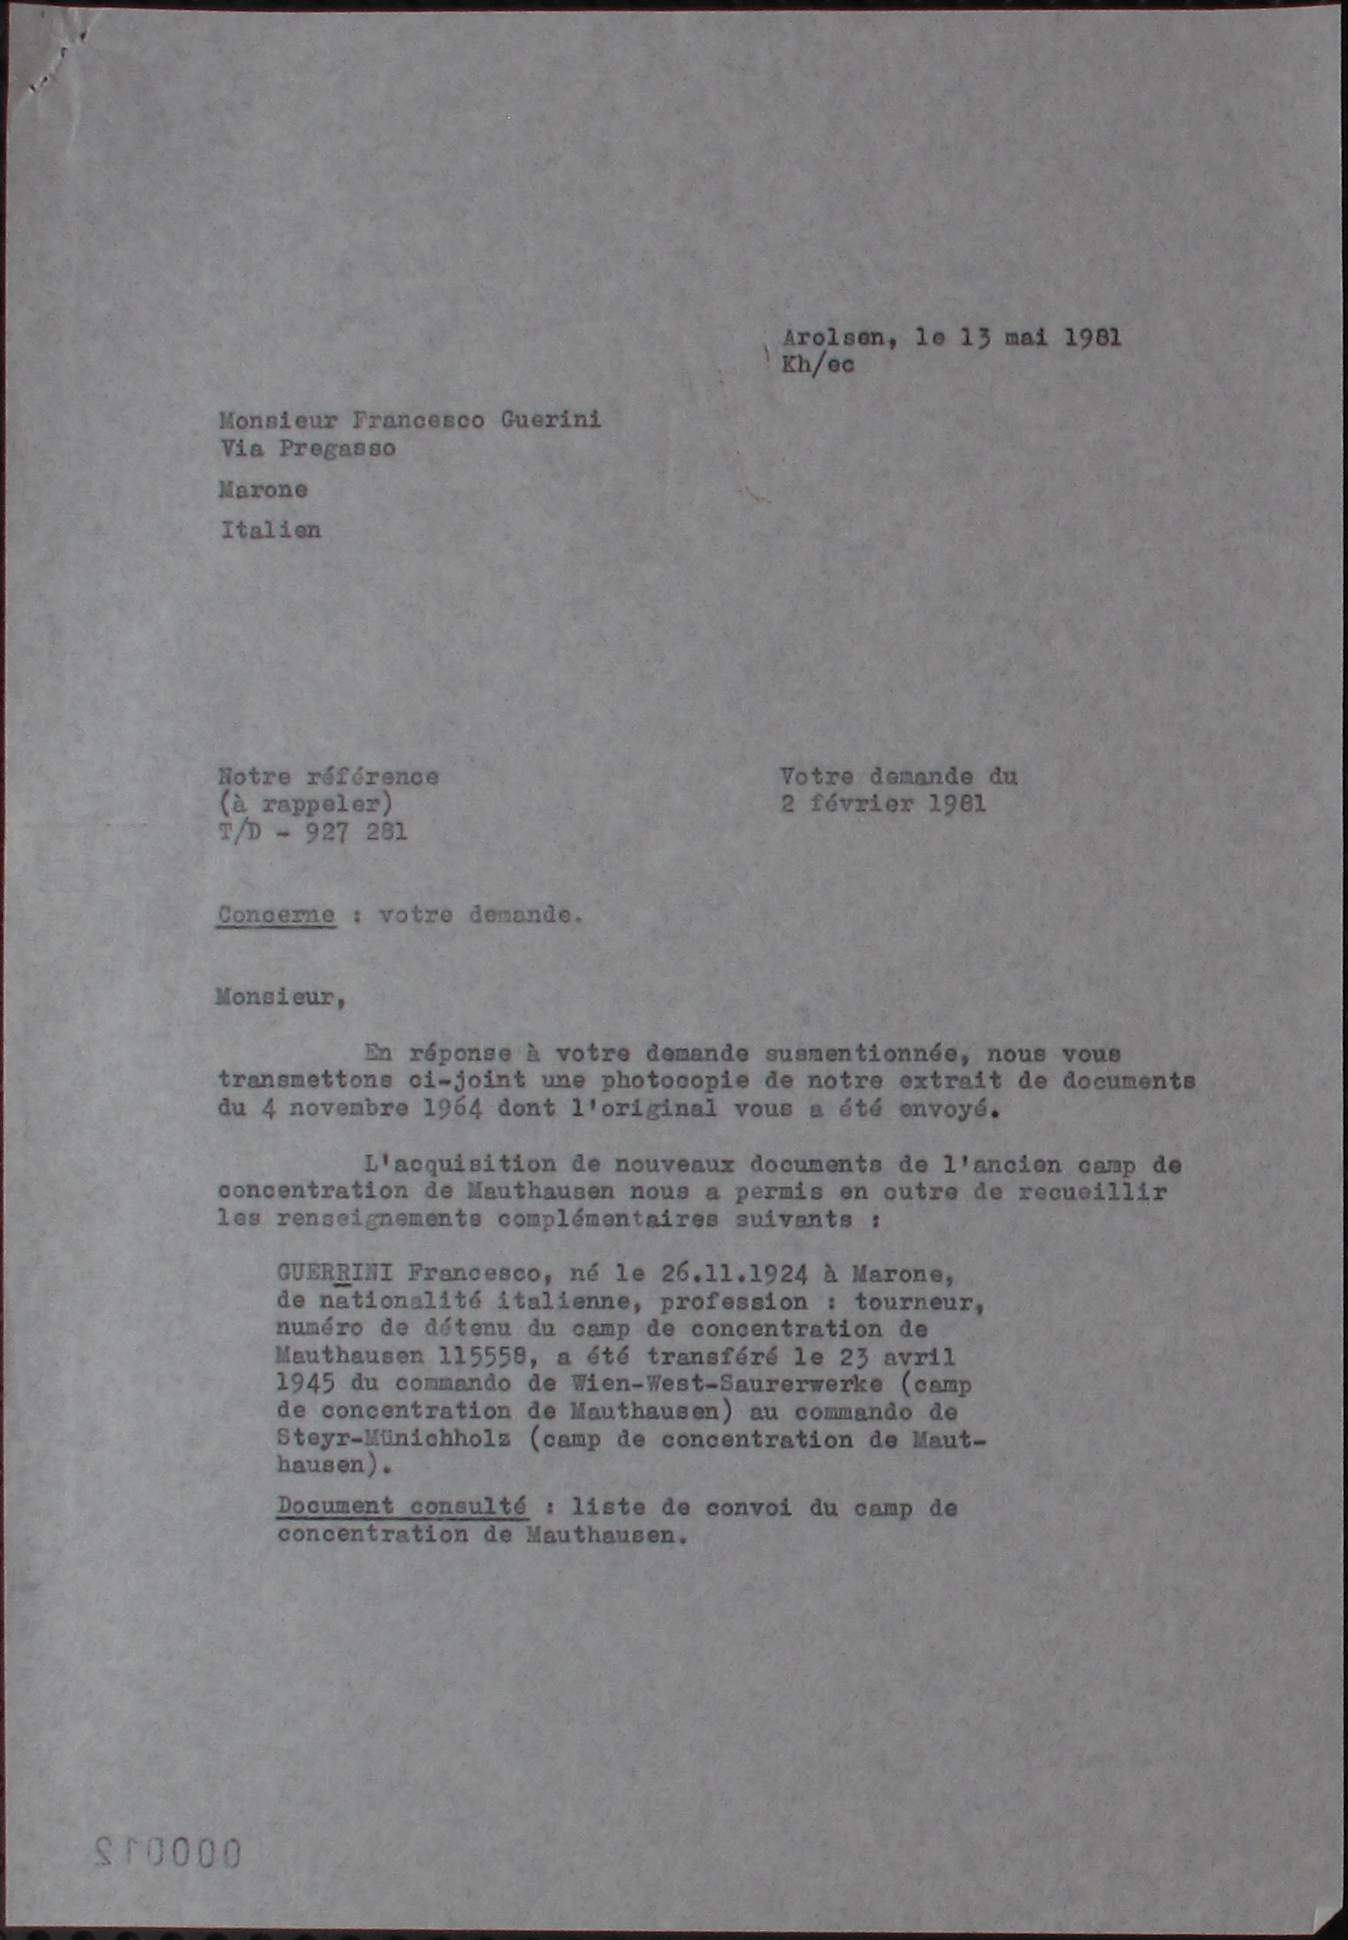 Arolsen, le 13 mai 1981
Kh/ec
Monsieur Francesco Guerini
Via Pregasso
Marone
Italien
Notre référence
(à rappeler)
T/D - 927 281
Votre demande du
2 février 1981
Concerne : votre demande.
Monsieur,
En réponse à votre demande susmentionnée, nous vous
transmettons ci-joint une photocopie de notre extrait de documents
du 4 novembre 1964 dont l'original vous a été envoyé.
L'acquisition de nouveaux documents de l'ancien camp de
concentration de Mauthausen nous a permis en outre de recueillir
les renseignements complémentaires suivants :
GUERRINI Francesco, né le 26.11.1924 à Marone,
de nationalité italienne, profession : tourneur,
numéro de détenu du camp de concentration de
Mauthausen 115558, a été transféré le 23 avril
1945 du commando de Wien-West-Saurerwerke (camp
de concentration de Mauthausen) au commando de
Steyr-Münichholz (camp de concentration de Maut-
hausen).
Document consulté : liste de convoi du camp de
concentration de Mauthausen.
000012